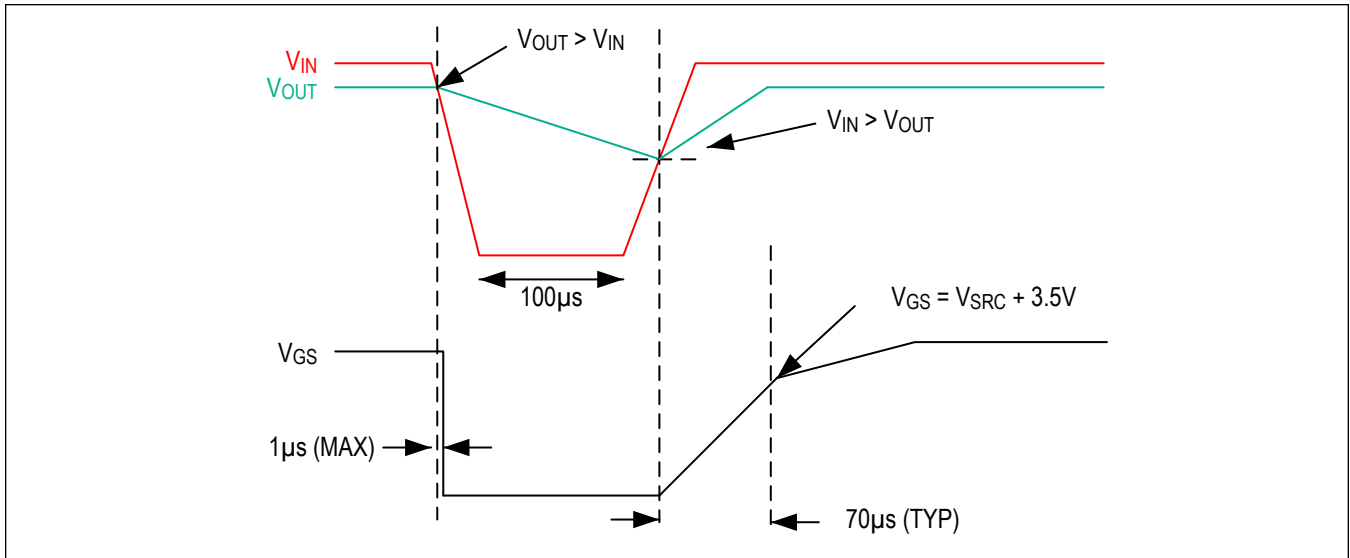 VOUT > VIN
VIN
VOUT
VIN > VOUT
100µs
VGS = VSRC + 3.5V
VGS
1µs (MAX)
70µs (TYP)